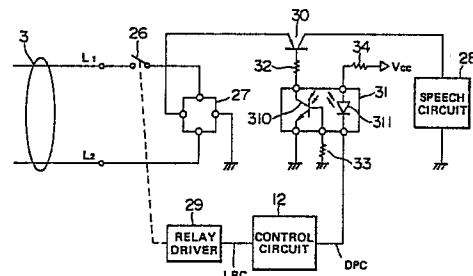 3
L1
26
30
34
Vcc
28
32
31
27
310
311
SPEECH
CIRCUIT
L2
33
29
12
RELAY
DRIVER
CONTROL
CIRCUIT
LRC
DPC